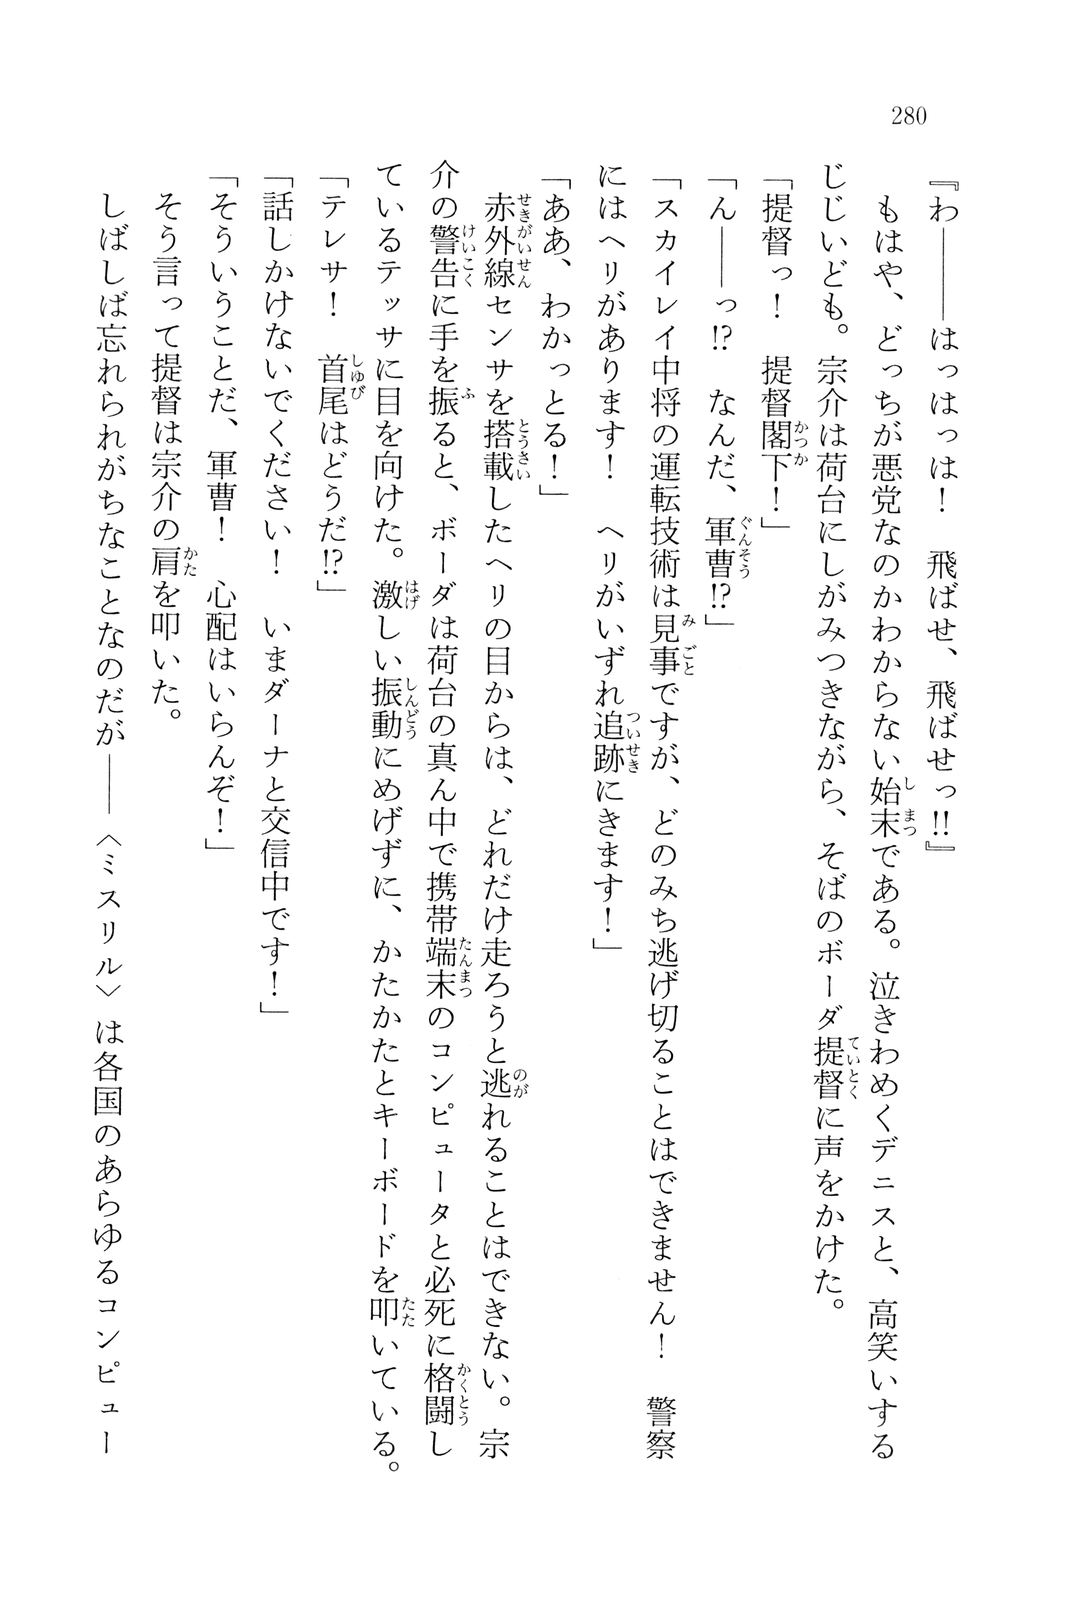 280
『わ――はっはっは！　飛ばせ、飛ばせっ!!』
もはや、どっちが悪党なのかわからない始末である。泣きわめくデニスと、高笑いする
じじいども。宗介は荷台にしがみつきながら、そばのボーダ提督に声をかけた。
「提督っ！　提督閣下！」
「ん――っ!?　なんだ、軍曹!?」
「スカイレイ中将の運転技術は見事ですが、どのみち逃げ切ることはできません！　警察
にはヘリがあります！　ヘリがいずれ追跡にきます！」
「ああ、わかっとる！」
赤外線センサを搭載したヘリの目からは、どれだけ走ろうと逃れることはできない。宗
介の警告に手を振ると、ボーダは荷台の真ん中で携帯端末のコンピュータと必死に格闘し
ているテッサに目を向けた。激しい振動にめげずに、かたかたとキーボードを叩いている。
「テレサ！　首尾はどうだ!?」
「話しかけないでください！　いまダーナと交信中です！」
「そういうことだ、軍曹！　心配はいらんぞ！」
そう言って提督は宗介の肩を叩いた。
しばしば忘れられがちなことなのだが――〈ミスリル〉は各国のあらゆるコンピュー